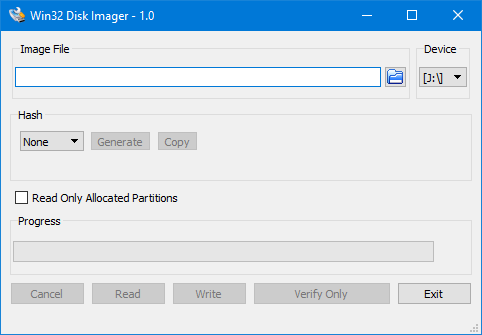 Win32 Disk Imager - 1.0
Image File
Device
[J:\]
Hash
None
Generate
Copy
Read Only Allocated Partitions
Progress
Cancel
Read
Write
Verify Only
Exit